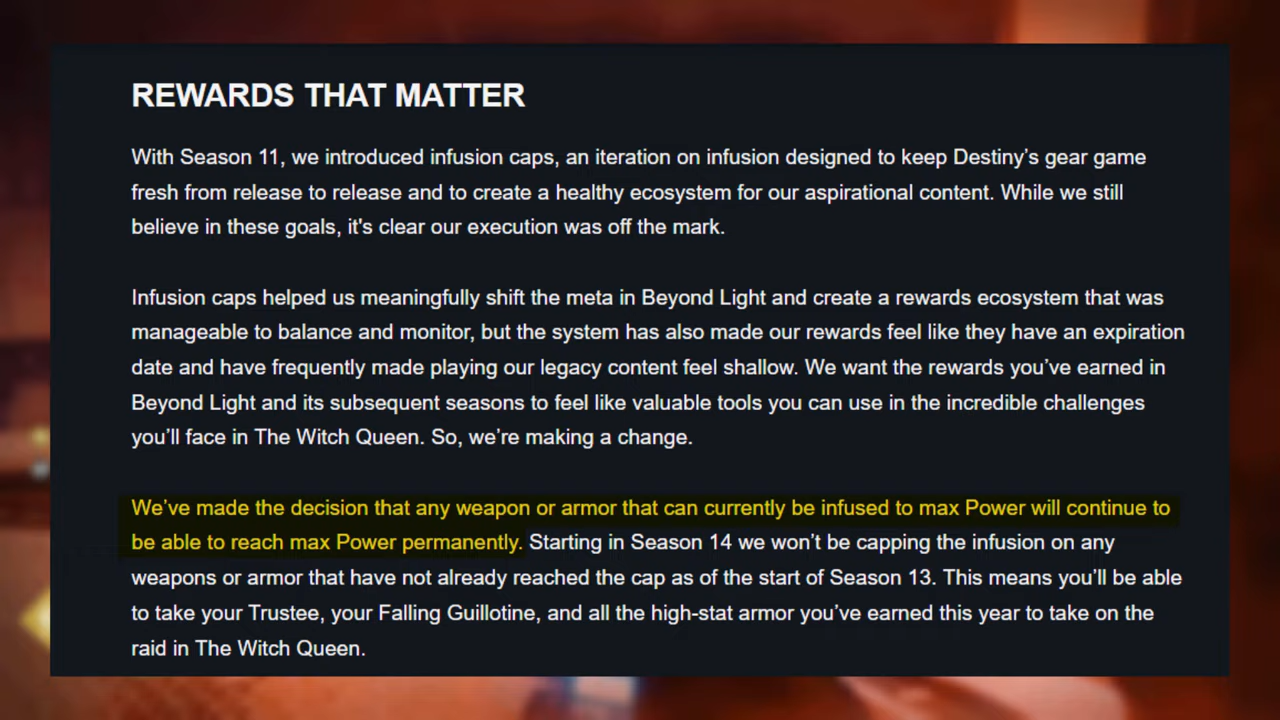 REWARDS THAT MATTER
With Season 11, we introduced infusion caps, an iteration on infusion designed to keep Destiny’s gear game
fresh from release to release and to create a healthy ecosystem for our aspirational content. While we still
believe in these goals, it's clear our execution was off the mark.
Infusion caps helped us meaningfully shift the meta in Beyond Light and create a rewards ecosystem that was
manageable to balance and monitor, but the system has also made our rewards feel like they have an expiration
date and have frequently made playing our legacy content feel shallow. We want the rewards you’ve earned in
Beyond Light and its subsequent seasons to feel like valuable tools you can use in the incredible challenges
you’ll face in The Witch Queen. So, we’re making a change.
We’ve made the decision that any weapon or armor that can currently be infused to max Power will continue to
be able to reach max Power permanently. Starting in Season 14 we won’t be capping the infusion on any
weapons or armor that have not already reached the cap as of the start of Season 13. This means you’ll be able
to take your Trustee, your Falling Guillotine, and all the high-stat armor you’ve earned this year to take on the
raid in The Witch Queen.